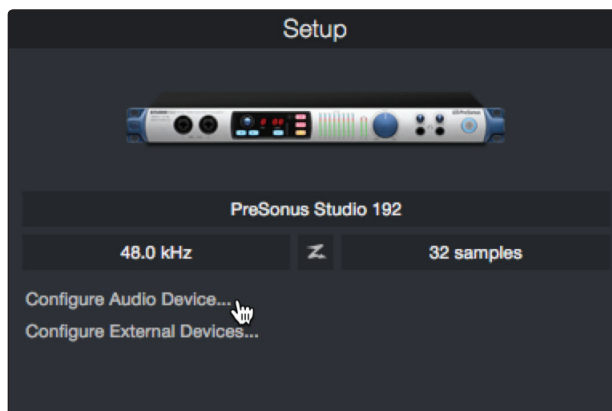 Setup
PreSonus Studio 192
48.0 kHz
32 samples
Configure Audio Device...
Configure External Devices...